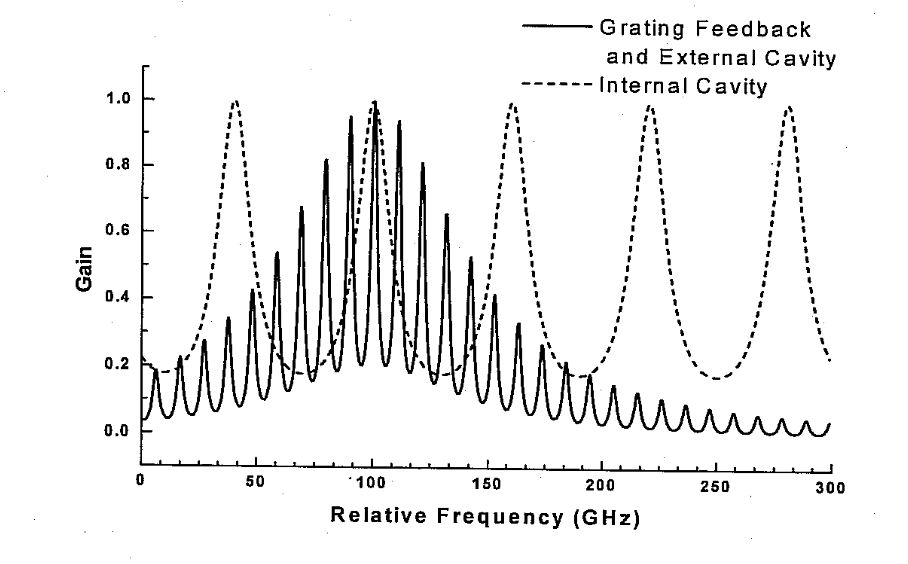 Grating Feedback
and External Cavity
Internal Cavity
1.0
0.8
0.6
0.4
0.2
0.0
Gain
0 50 100 150 200 250 300
Relative Frequency (GHz)